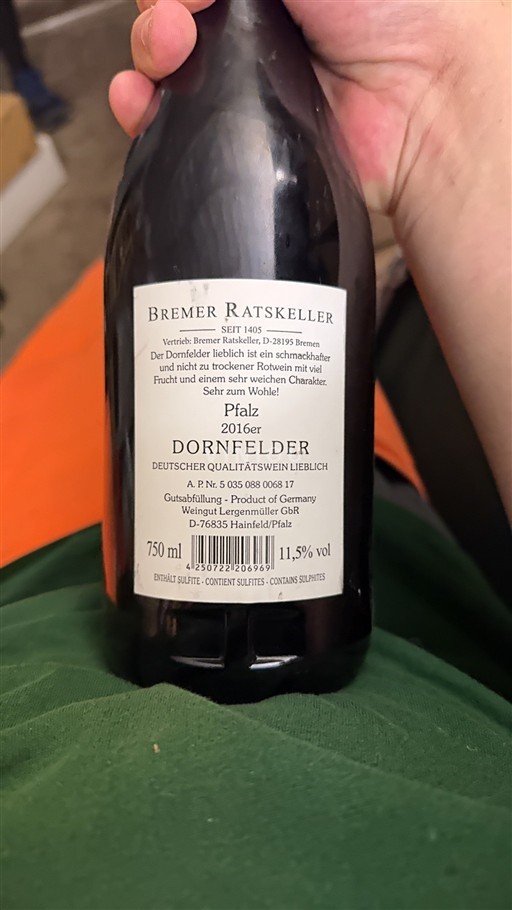 BREMER RATSKELLER
SEIT 1405
Vertrieb: Bremer Ratskeller, D-28195 Bremen
Der Dornfelder lieblich ist ein schmackhafter
und nicht zu trockener Rotwein mit viel
Frucht und einem sehr weichen Charakter.
Sehr zum Wohle!
Pfalz
2016er
DORNFELDER
DEUTSCHER QUALITÄTSWEIN LIEBLICH
A. P. Nr. 5 035 088 0068 17
Gutsabfüllung - Product of Germany
Weingut Lergenmüller GbR
D-76835 Hainfeld/Pfalz
750 ml 4 250722 206969 11,5% vol
ENTHÄLT SULFITE - CONTIENT SULFITES - CONTAINS SULPHITES